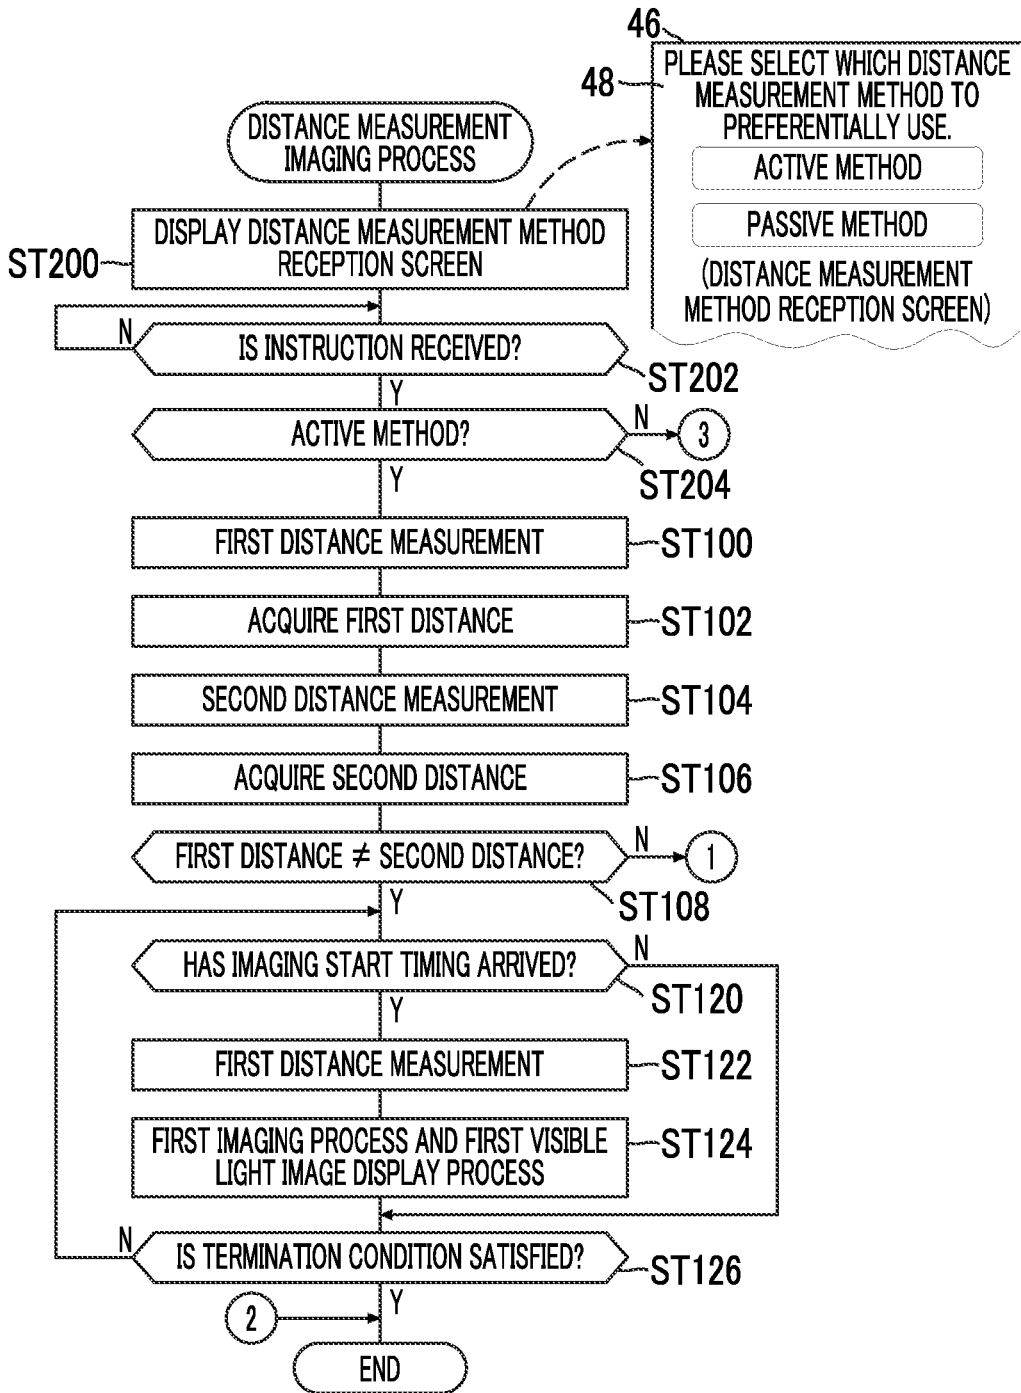 46
48
PLEASE SELECT WHICH DISTANCE
MEASUREMENT METHOD TO
PREFERENTIALLY USE.
ACTIVE METHOD
PASSIVE METHOD
(DISTANCE MEASUREMENT
METHOD RECEPTION SCREEN)
DISTANCE MEASUREMENT
IMAGING PROCESS
DISPLAY DISTANCE MEASUREMENT METHOD
RECEPTION SCREEN
ST200
N
IS INSTRUCTION RECEIVED?
ST202
Y
ACTIVE METHOD?
N
3
ST204
Y
FIRST DISTANCE MEASUREMENT
ST100
ACQUIRE FIRST DISTANCE
ST102
SECOND DISTANCE MEASUREMENT
ST104
ACQUIRE SECOND DISTANCE
ST106
FIRST DISTANCE ≠ SECOND DISTANCE?
N
1
ST108
Y
HAS IMAGING START TIMING ARRIVED?
N
ST120
Y
FIRST DISTANCE MEASUREMENT
ST122
FIRST IMAGING PROCESS AND FIRST VISIBLE
LIGHT IMAGE DISPLAY PROCESS
ST124
N
IS TERMINATION CONDITION SATISFIED?
ST126
Y
2
END